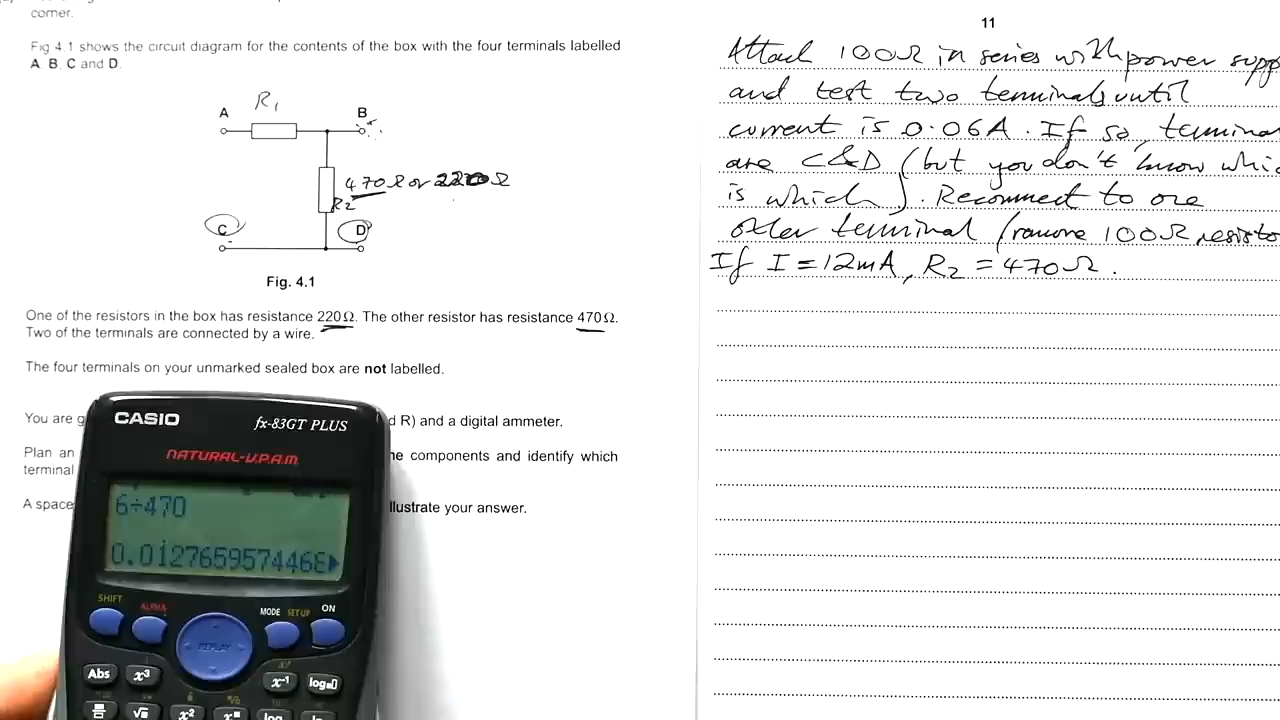 corner.
Fig 4.1 shows the circuit diagram for the contents of the box with the four terminals labelled
A B. C and D.
R1
A
B
470Ω or 220Ω
R2
C
D
Fig. 4.1
One of the resistors in the box has resistance 220Ω. The other resistor has resistance 470Ω.
Two of the terminals are connected by a wire.
The four terminals on your unmarked sealed box are not labelled.
You are g d R) and a digital ammeter.
Plan an he components and identify which
terminal
A space llustrate your answer.
CASIO fx-83GT PLUS
NATURAL-V.P.A.M.
6÷470
0.0127659574468
SHIFT ALPHA MODE SETUP ON
REPLAY
Abs x³ x⁻¹ log
11
Attach 100Ω in series with power supp
and test two terminals until
current is 0.06A. If so, termina
are C&D (but you don't know whic
is which). Reconnect to one
other terminal (remove 100Ω resisto
If I = 12mA, R2 = 470Ω.